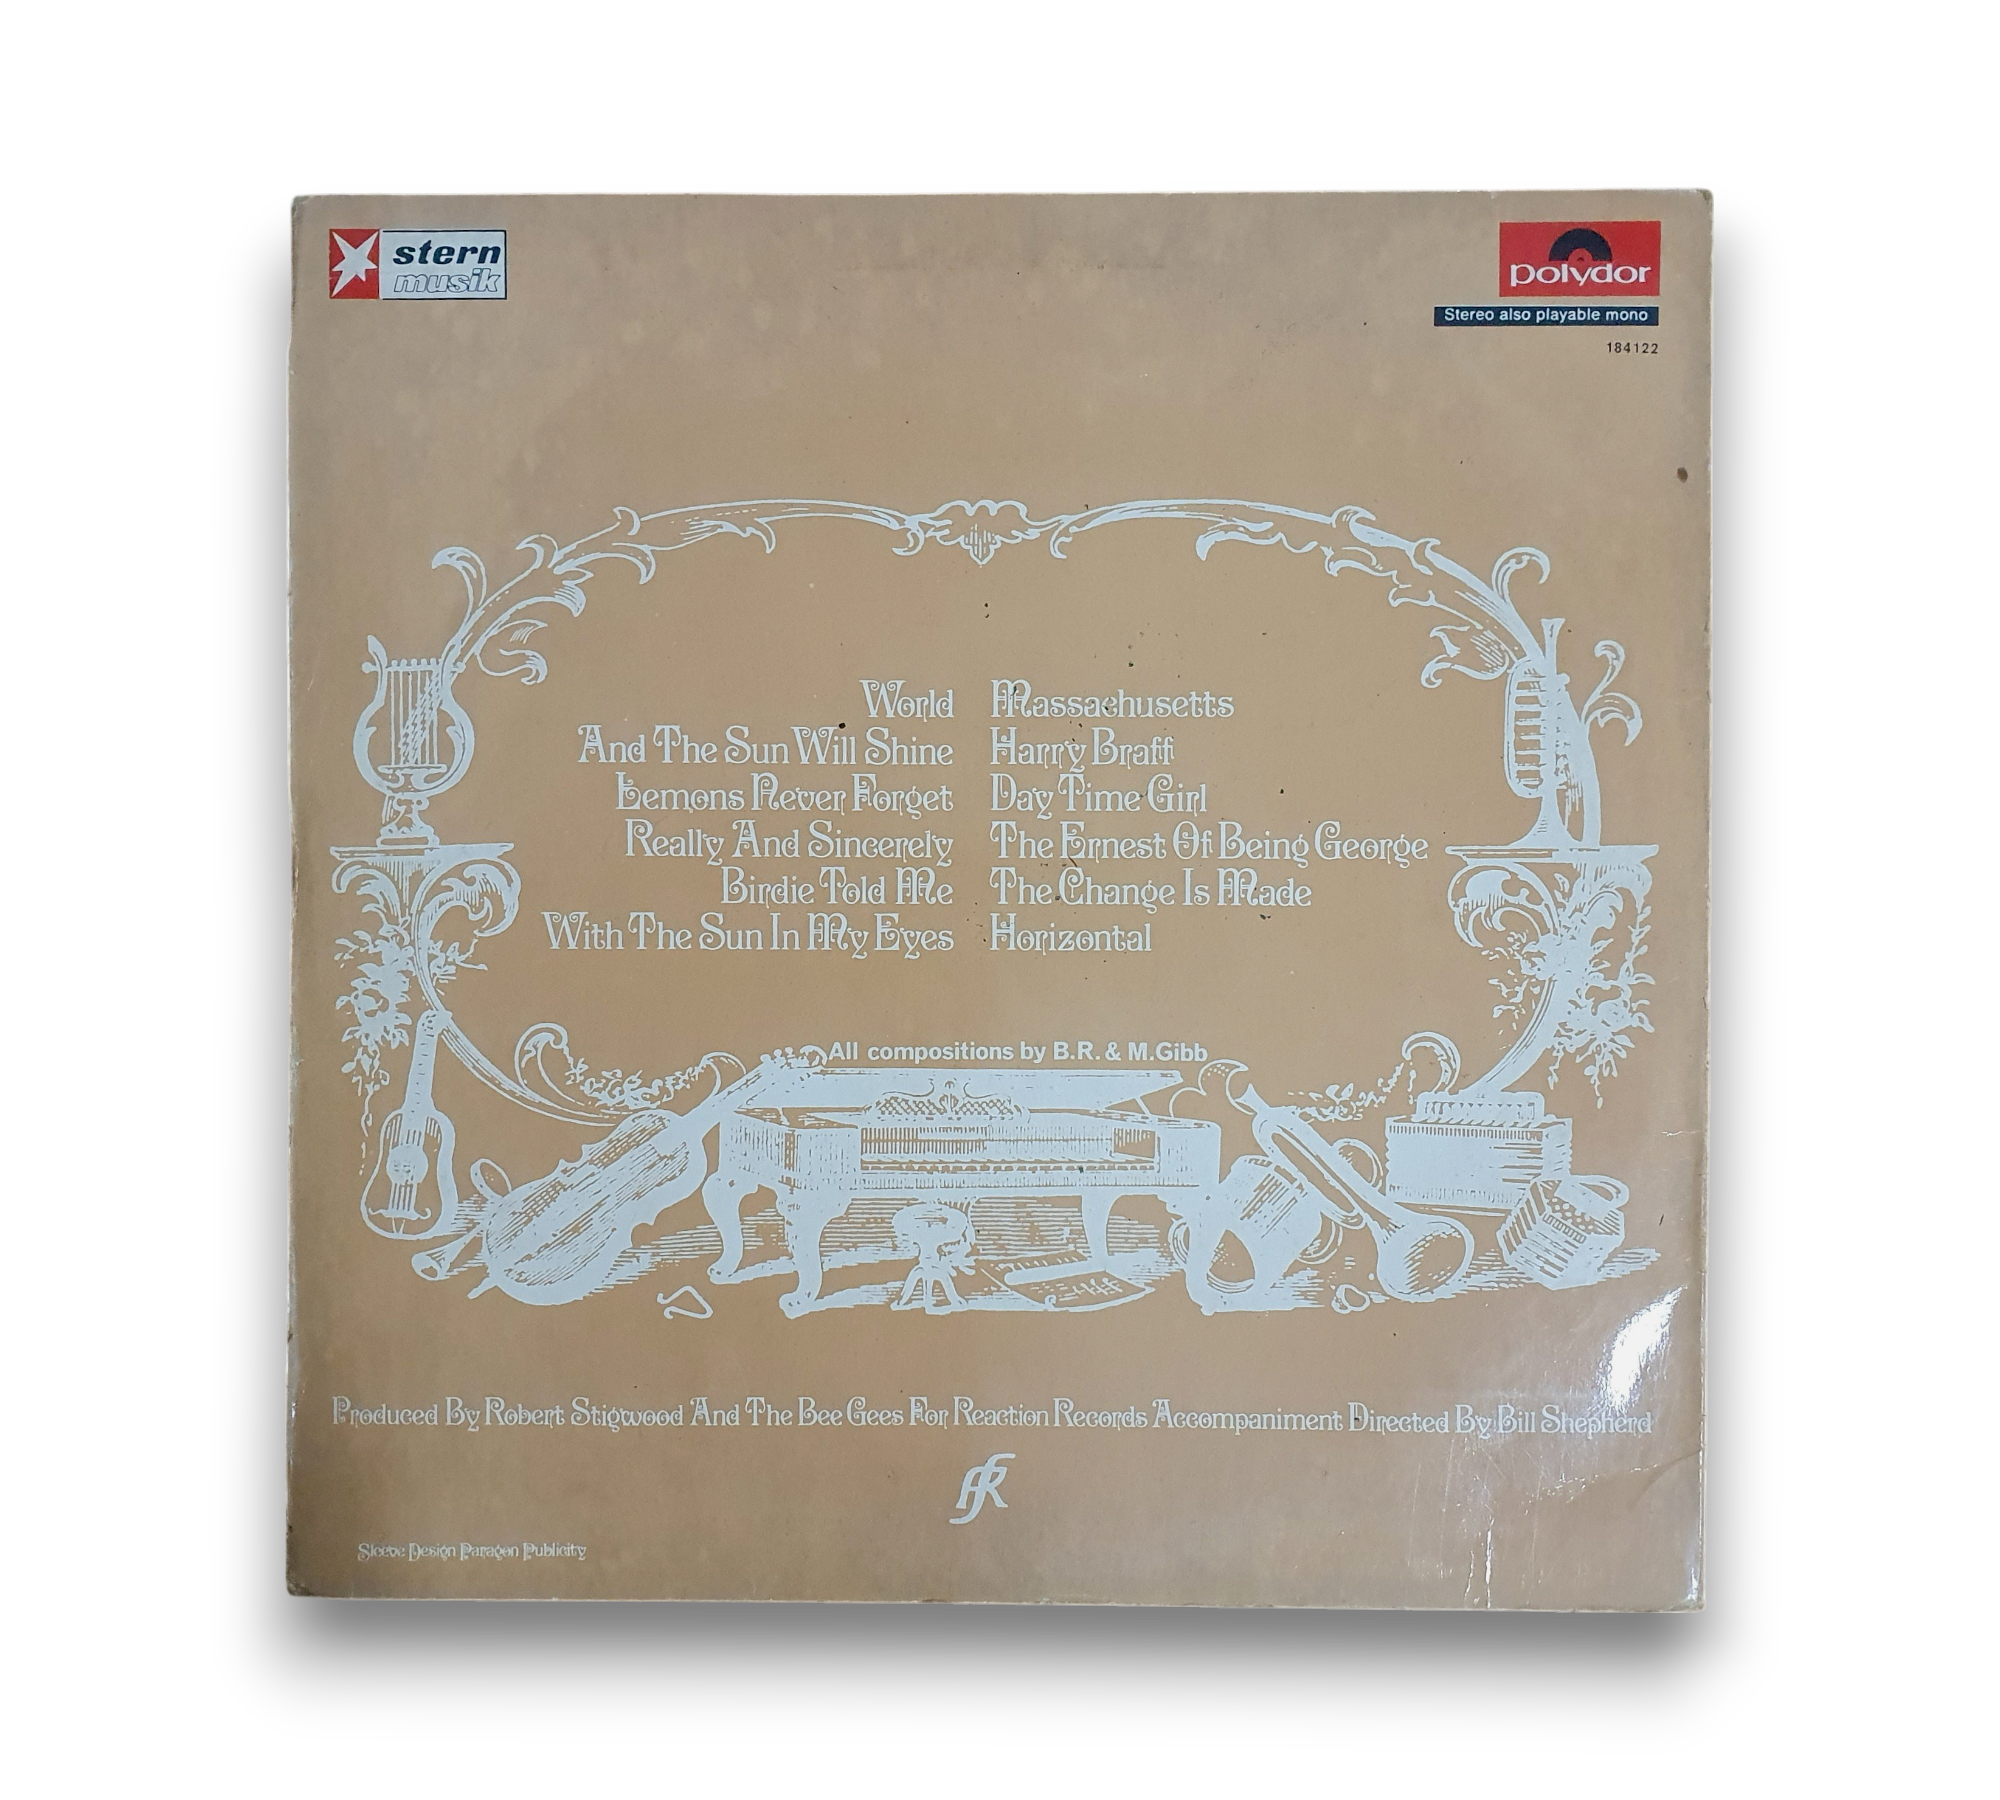 stern
musik
polydor
Stereo also playable mono
184122
World
And The Sun Will Shine
Lemons Never Forget
Really And Sincerely
Birdie Told Me
With The Sun In My Eyes
Massachusetts
Harry Braff
Day Time Girl
The Ernest Of Being George
The Change Is Made
Horizontal
All compositions by B.R. & M.Gibb
Produced By Robert Stigwood And The Bee Gees For Reaction Records Accompaniment Directed By Bill Shepherd
Sleeve Design Paragon Publicity